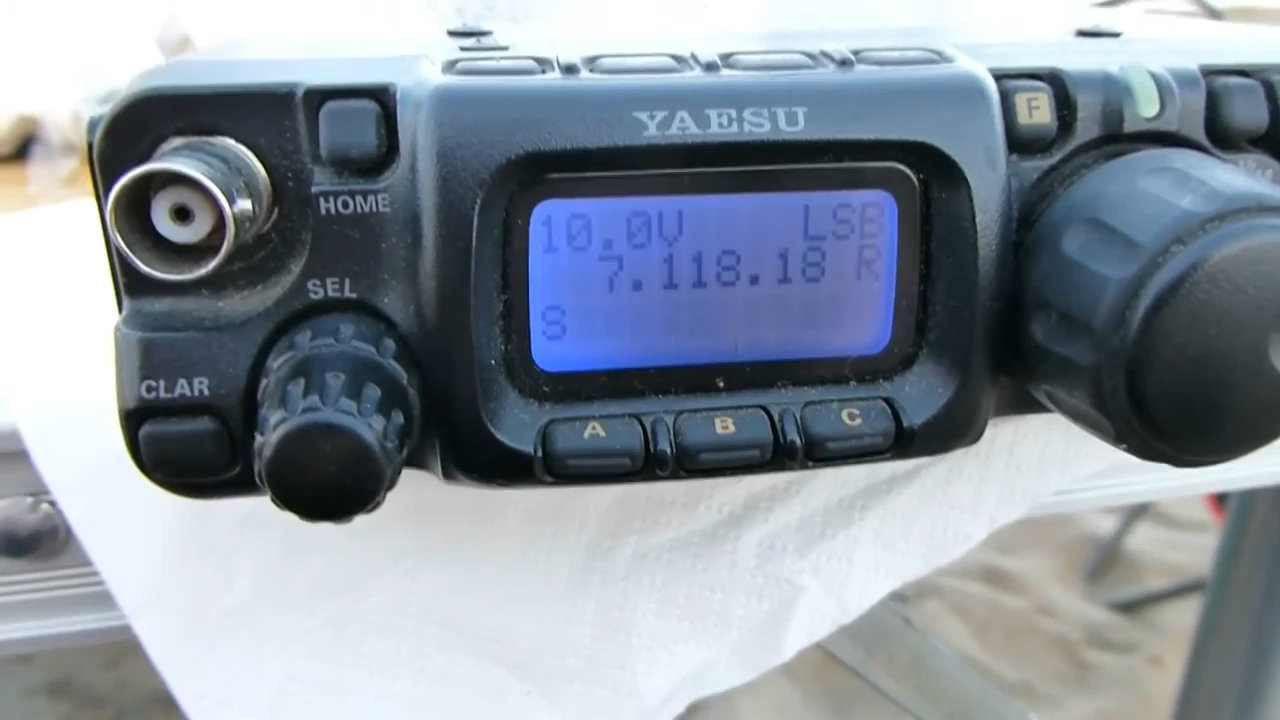 YAESU
F
HOME
10.0V LSB
7.118.18 R
S
SEL
CLAR
A B C